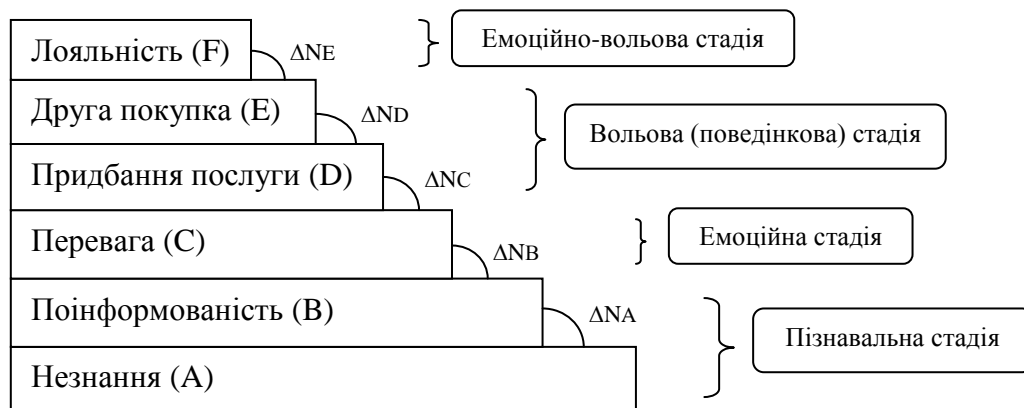 Лояльність (F)
ΔNE
Емоційно-вольова стадія
Друга покупка (E)
ΔND
Вольова (поведінкова) стадія
Придбання послуги (D)
ΔNC
Перевага (C)
ΔNB
Емоційна стадія
Поінформованість (B)
ΔNA
Пізнавальна стадія
Незнання (A)